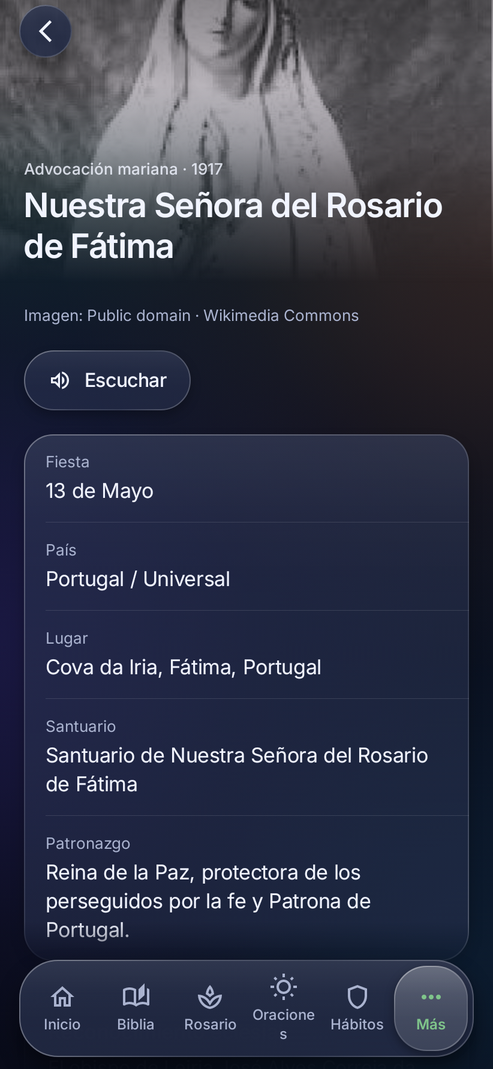 Advocación mariana · 1917
Nuestra Señora del Rosario
de Fátima
Imagen: Public domain · Wikimedia Commons
Escuchar
Fiesta
13 de Mayo
País
Portugal / Universal
Lugar
Cova da Iria, Fátima, Portugal
Santuario
Santuario de Nuestra Señora del Rosario
de Fátima
Patronazgo
Reina de la Paz, protectora de los
perseguidos por la fe y Patrona de
Portugal.
Inicio
Biblia
Rosario
Oracione
s
Hábitos
Más